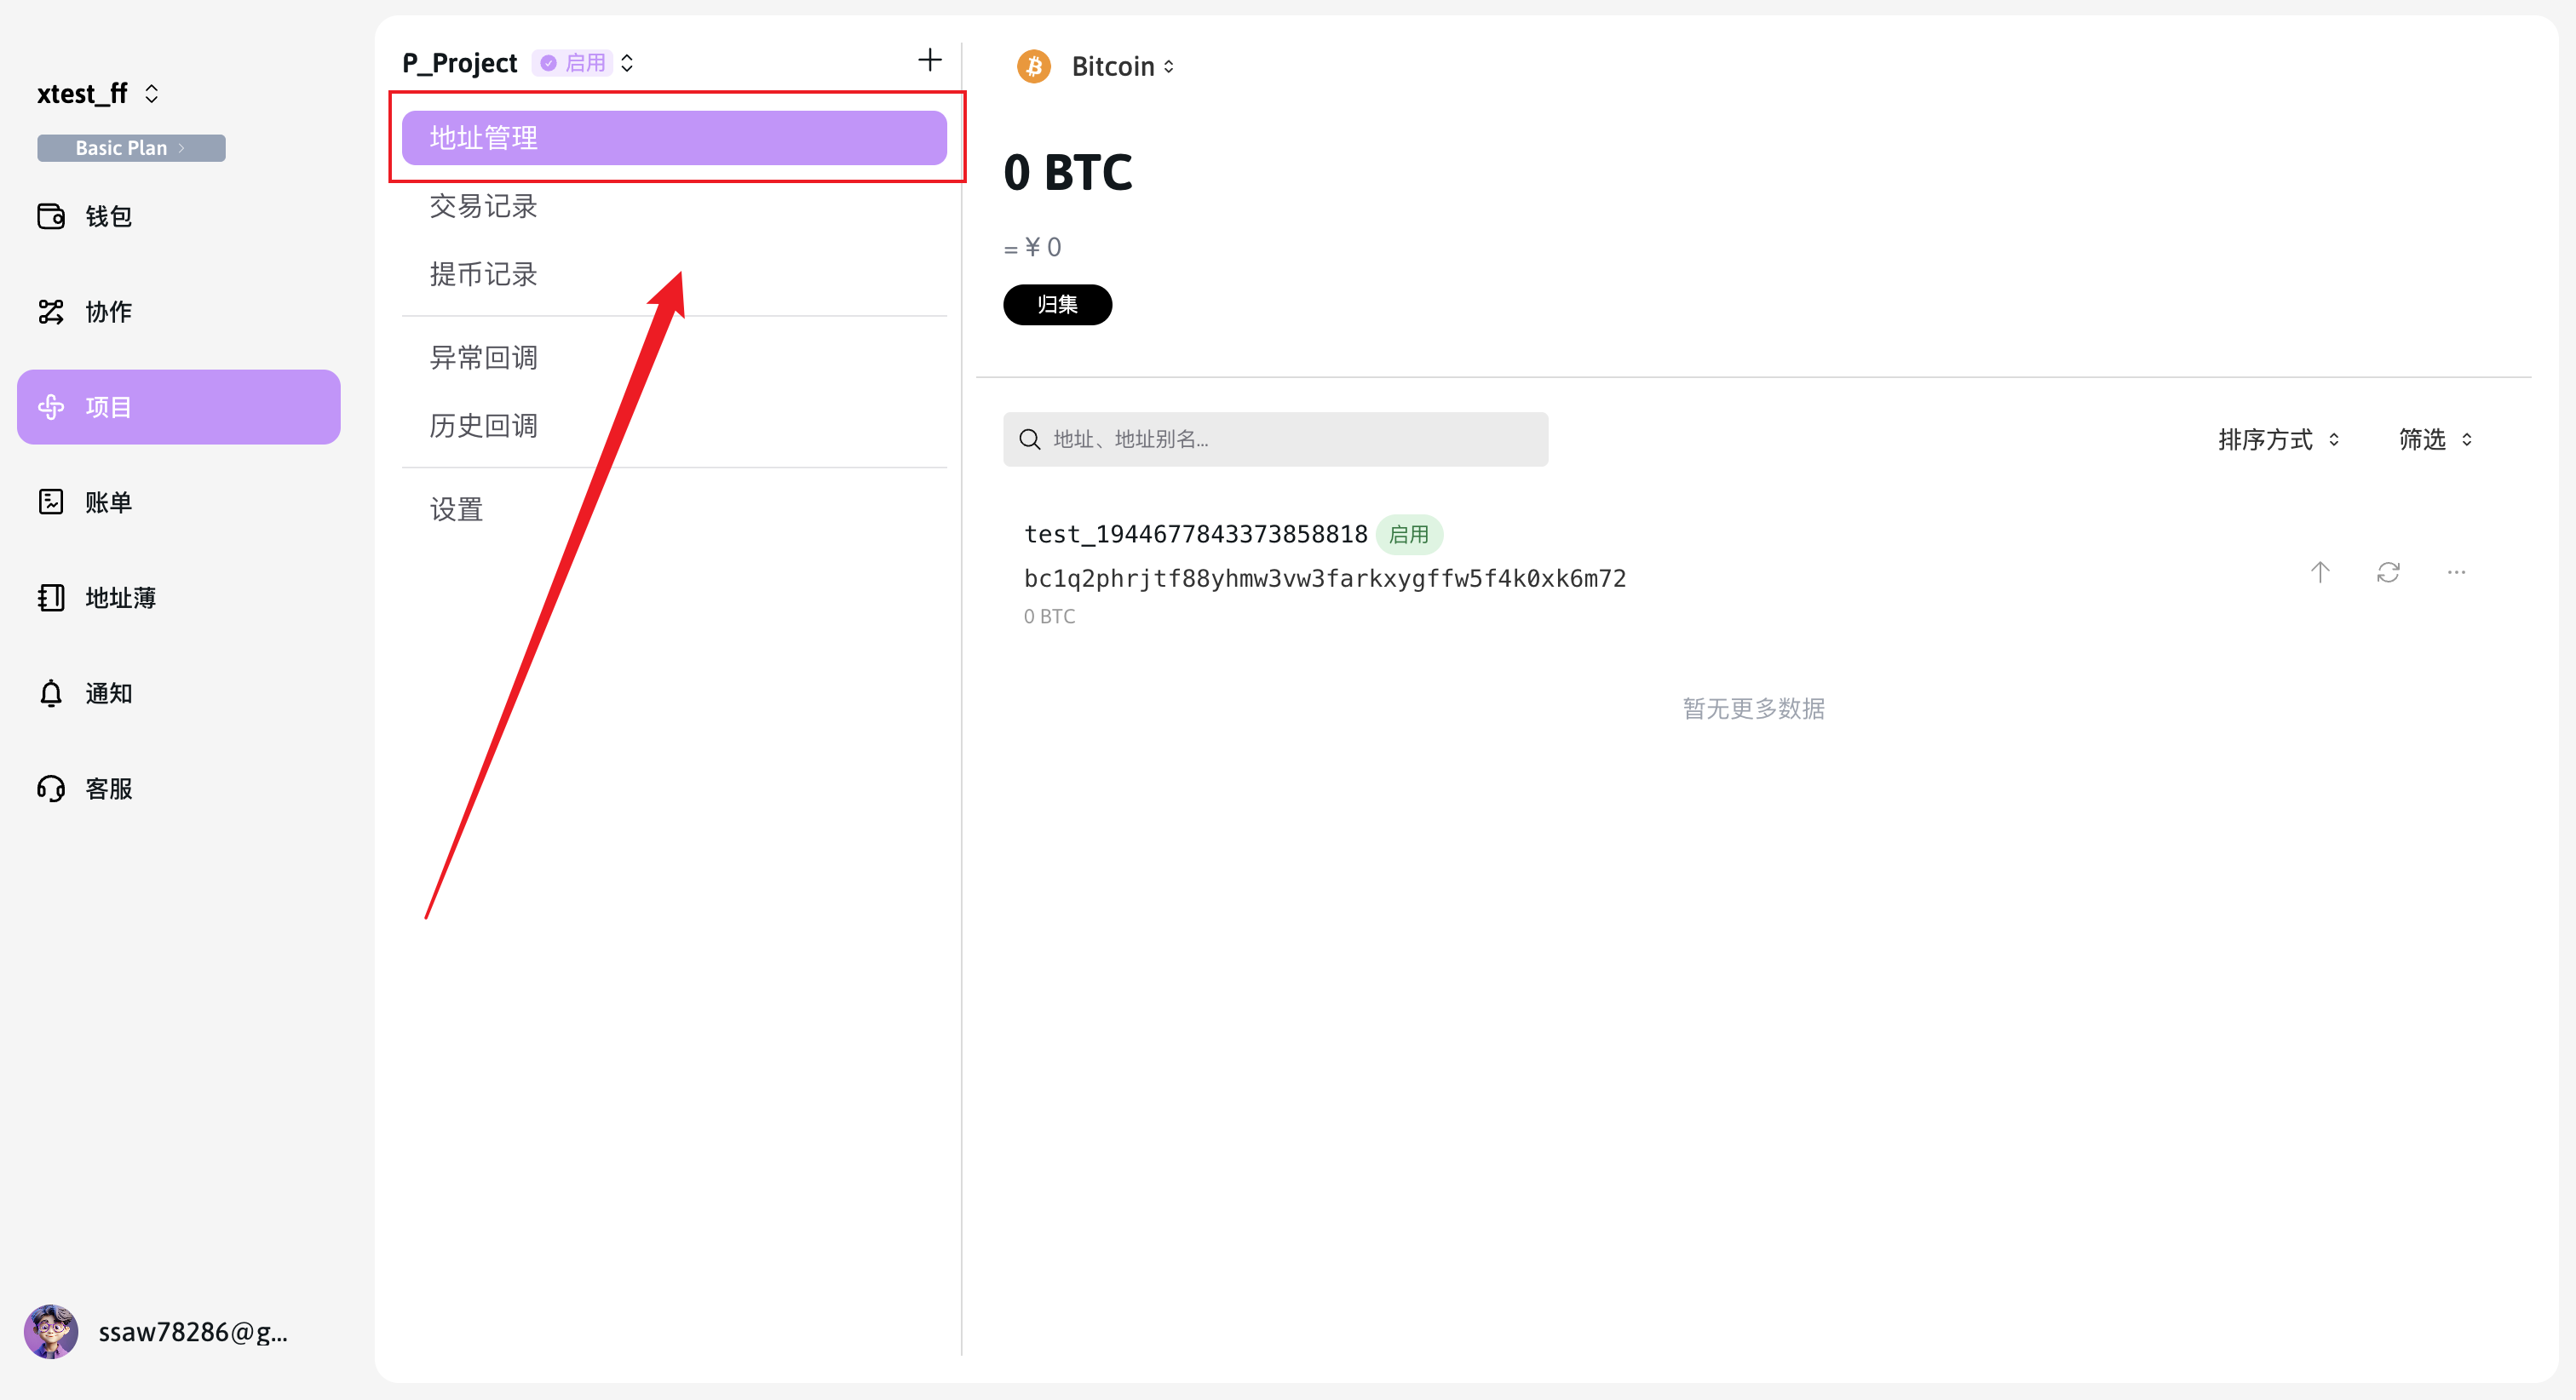 xtest_ff
Basic Plan
钱包
协作
项目
账单
地址薄
通知
客服
ssaw78286@g...
P_Project 启用
地址管理
交易记录
提币记录
异常回调
历史回调
设置
Bitcoin
0 BTC
= ¥ 0
归集
地址、地址别名...
排序方式 筛选
test_1944677843373858818 启用
bc1q2phrjtf88yhmw3vw3farkxygffw5f4k0xk6m72
0 BTC
暂无更多数据